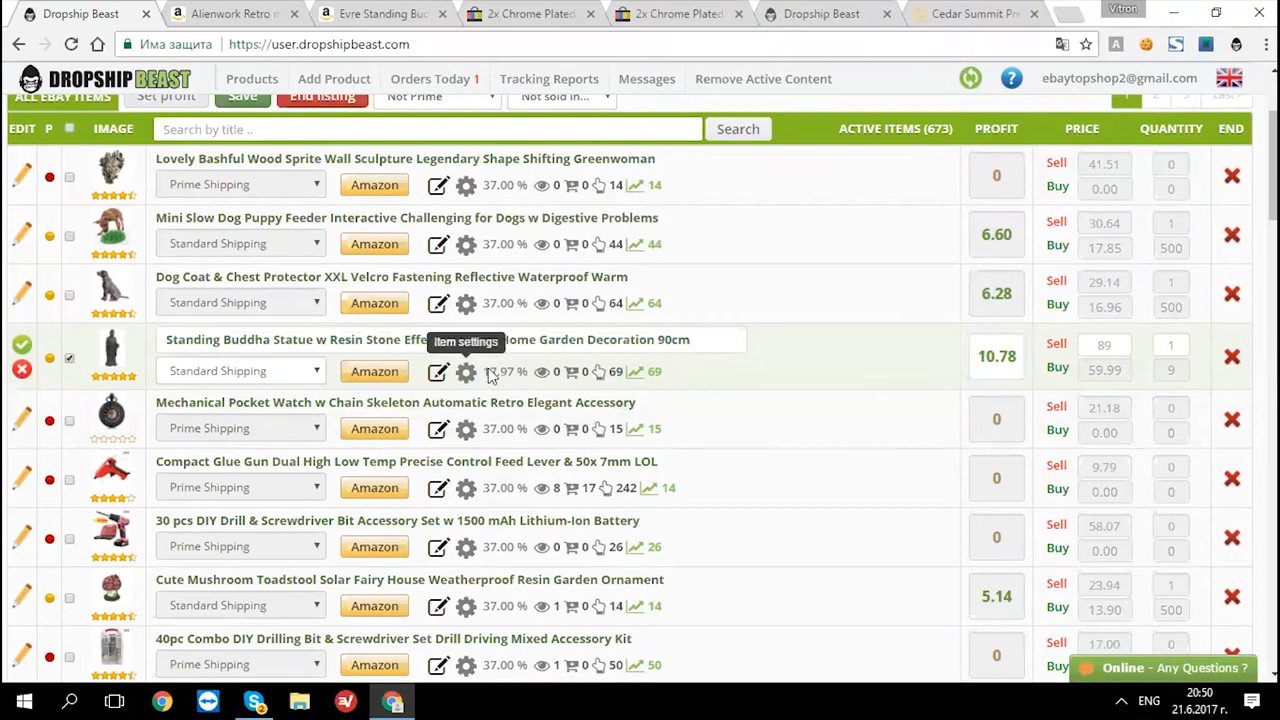 Dropship Beast
Alienwork Retro m
Evre Standing Buc
2x Chrome Plated
2x Chrome Plated
Dropship Beast
Cedar Summit Pre
Vitron
Има защита
https://user.dropshipbeast.com
DROPSHIP BEAST
Products
Add Product
Orders Today 1
Tracking Reports
Messages
Remove Active Content
ebaytopshop2@gmail.com
ALL EBAY ITEMS
Set profit
Save
End listing
Not Prime
Not sold in...
1 2 3 Last >
EDIT P IMAGE
Search by title ..
Search
ACTIVE ITEMS (673)
PROFIT PRICE QUANTITY END
Lovely Bashful Wood Sprite Wall Sculpture Legendary Shape Shifting Greenwoman
Prime Shipping Amazon 37.00 % 0 0 14 14
0 Sell 41.51 0
Buy 0.00 0
Mini Slow Dog Puppy Feeder Interactive Challenging for Dogs w Digestive Problems
Standard Shipping Amazon 37.00 % 0 0 44 44
6.60 Sell 30.64 1
Buy 17.85 500
Dog Coat & Chest Protector XXL Velcro Fastening Reflective Waterproof Warm
Standard Shipping Amazon 37.00 % 0 0 64 64
6.28 Sell 29.14 1
Buy 16.96 500
Standing Buddha Statue w Resin Stone Effe Home Garden Decoration 90cm
Item settings
Standard Shipping Amazon 0 0 69 69
10.78 Sell 89 1
Buy 59.99 9
Mechanical Pocket Watch w Chain Skeleton Automatic Retro Elegant Accessory
Prime Shipping Amazon 37.00 % 0 0 15 15
0 Sell 21.18 0
Buy 0.00 0
Compact Glue Gun Dual High Low Temp Precise Control Feed Lever & 50x 7mm LOL
Prime Shipping Amazon 37.00 % 8 17 242 14
0 Sell 9.79 0
Buy 0.00 0
30 pcs DIY Drill & Screwdriver Bit Accessory Set w 1500 mAh Lithium-Ion Battery
Prime Shipping Amazon 37.00 % 0 0 26 26
0 Sell 58.07 0
Buy 0.00 0
Cute Mushroom Toadstool Solar Fairy House Weatherproof Resin Garden Ornament
Standard Shipping Amazon 37.00 % 1 0 14 14
5.14 Sell 23.94 1
Buy 13.90 500
40pc Combo DIY Drilling Bit & Screwdriver Set Drill Driving Mixed Accessory Kit
Prime Shipping Amazon 37.00 % 1 0 50 50
0 Sell 17.00 0
Buy
Online - Any Questions ?
ENG
20:50
21.6.2017 г.